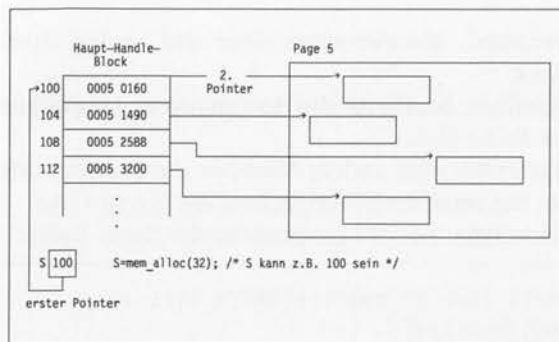 Haupt-Handle-
Block
Page 5
2.
Pointer
100 0005 0160
104 0005 1490
108 0005 2588
112 0005 3200
S 100 S=mem_alloc(32); /* S kann z.B. 100 sein */
erster Pointer